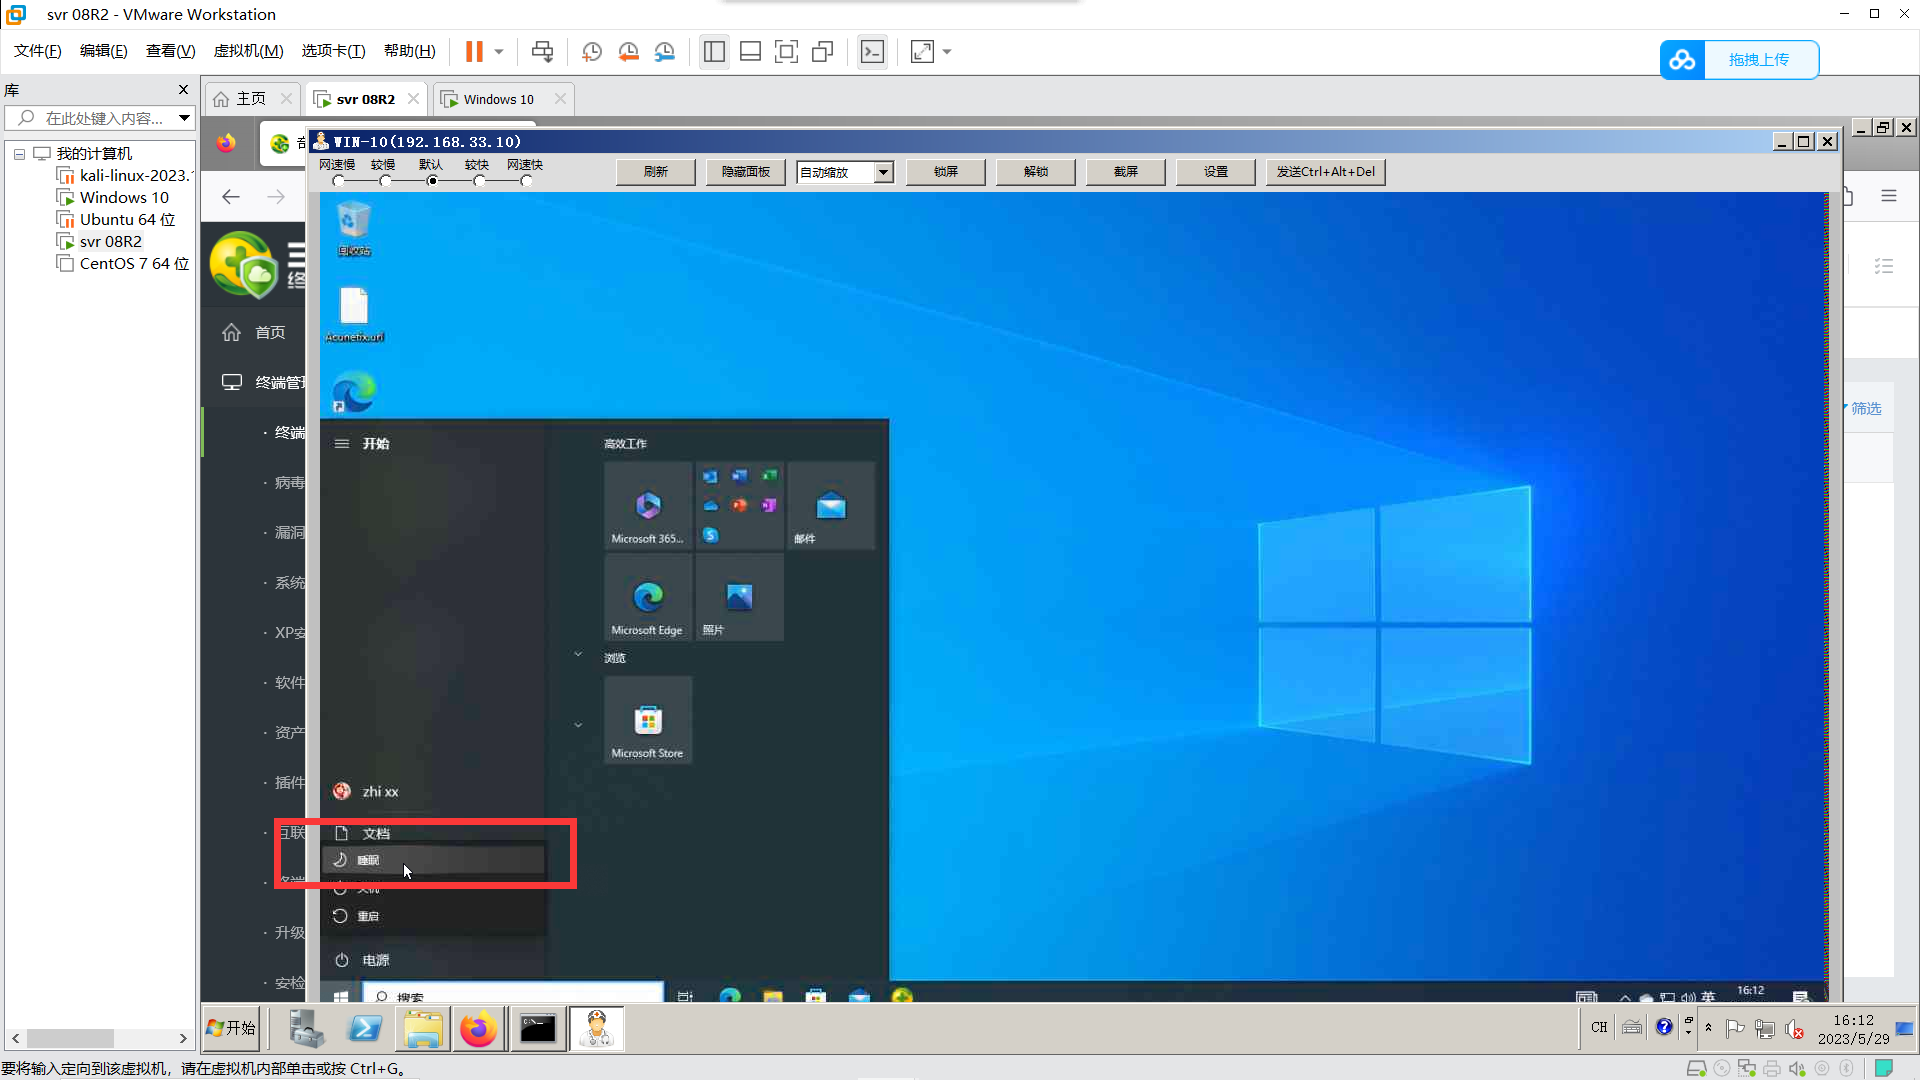 svr 08R2 - VMware Workstation
文件(F) 编辑(E) 查看(V) 虚拟机(M) 选项卡(T) 帮助(H)
拖拽上传
库
在此处键入内容...
我的计算机
kali-linux-2023.
Windows 10
Ubuntu 64 位
svr 08R2
CentOS 7 64 位
主页
svr 08R2
Windows 10
WIN-10(192.168.33.10)
网速慢 较慢 默认 较快 网速快
刷新 隐藏面板 自动缩放 锁屏 解锁 截屏 设置 发送Ctrl+Alt+Del
回收站
Acunetix.url
首页
终端管
终端
病毒
漏洞
系统
XP安
软件
资产
插件
互联
终端
升级
安检
筛选
开始
高效工作
Microsoft 365...
邮件
Microsoft Edge
照片
浏览
Microsoft Store
zhi xx
文档
睡眠
关机
重启
电源
搜索
英
16:12
开始
CH
16:12
2023/5/29
要将输入定向到该虚拟机，请在虚拟机内部单击或按 Ctrl+G。